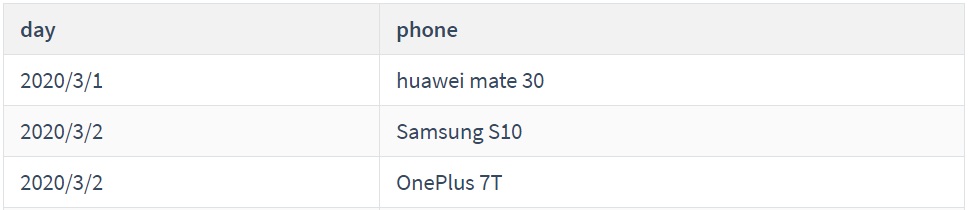 day phone
2020/3/1 huawei mate 30
2020/3/2 Samsung S10
2020/3/2 OnePlus 7T